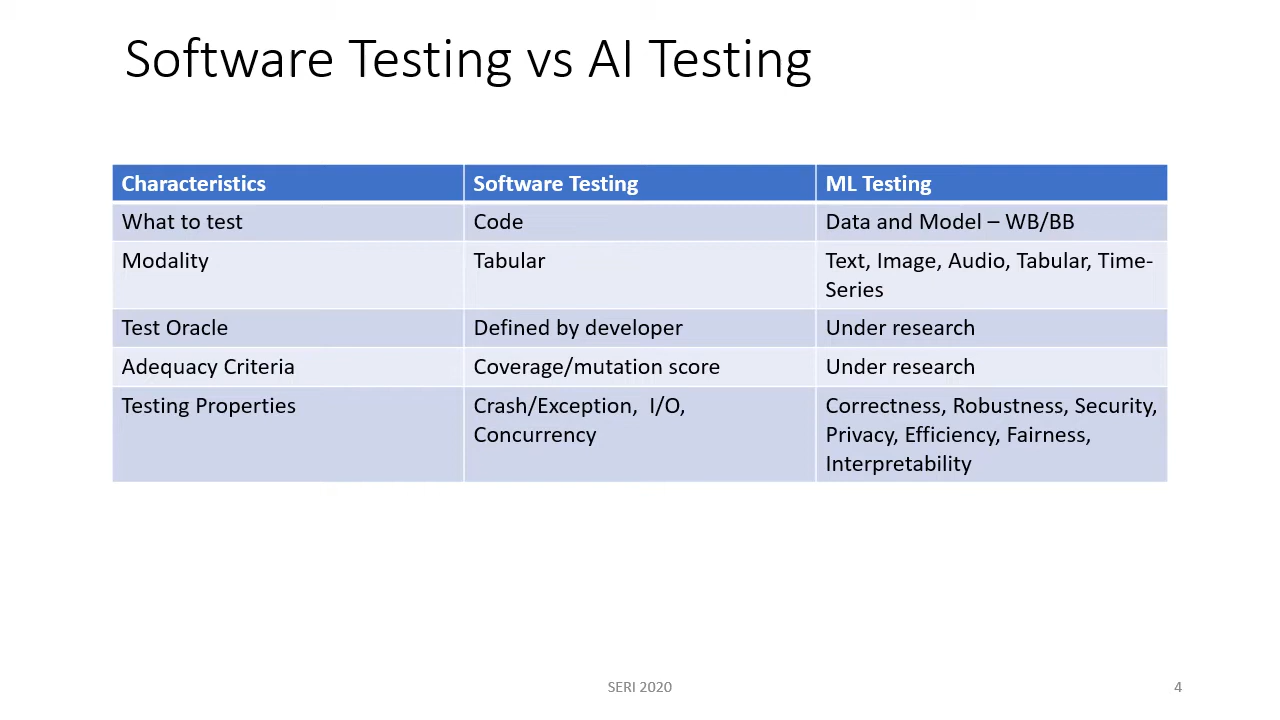 Software Testing vs AI Testing
Characteristics
Software Testing
ML Testing
What to test
Code
Data and Model – WB/BB
Modality
Tabular
Text, Image, Audio, Tabular, Time-
Series
Test Oracle
Defined by developer
Under research
Adequacy Criteria
Coverage/mutation score
Under research
Testing Properties
Crash/Exception,  I/O,
Concurrency
Correctness, Robustness, Security,
Privacy, Efficiency, Fairness,
Interpretability
SERI 2020
4